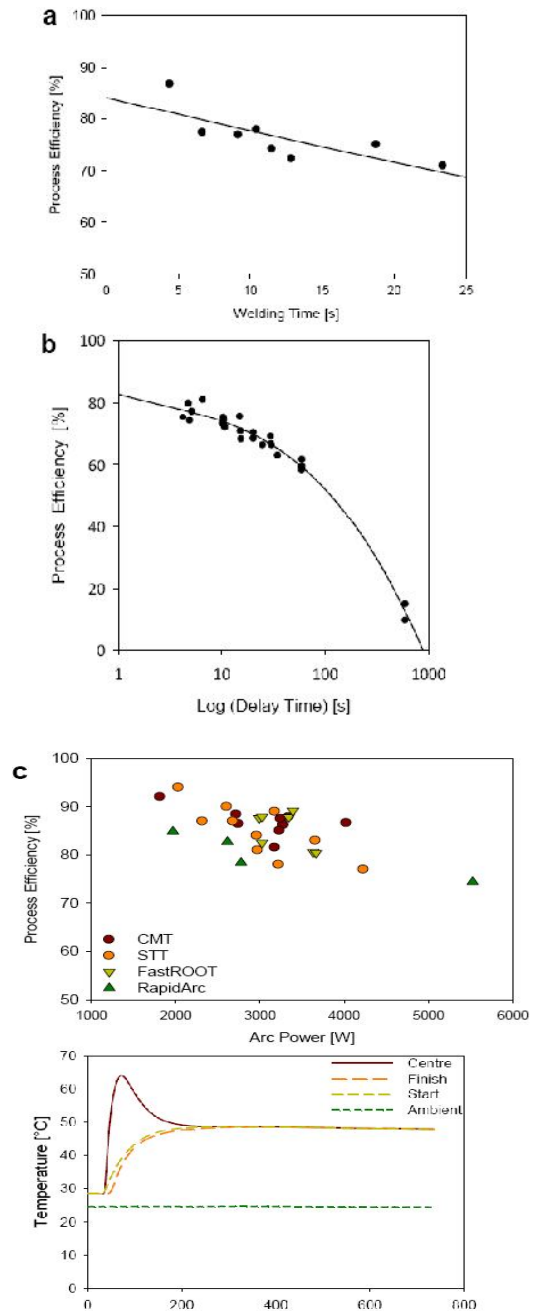 a
Process Efficiency [%]
100
90
80
70
60
50
0
5
10
15
20
25
Welding Time [s]
b
Process Efficiency [%]
100
80
60
40
20
0
1
10
100
1000
Log (Delay Time) [s]
c
Process Efficiency [%]
100
90
80
70
60
50
CMT
STT
FastROOT
RapidArc
1000
2000
3000
4000
5000
6000
Arc Power [W]
Temperature [°C]
70
60
50
40
30
20
10
0
Centre
Finish
Start
Ambient
0
200
400
600
800